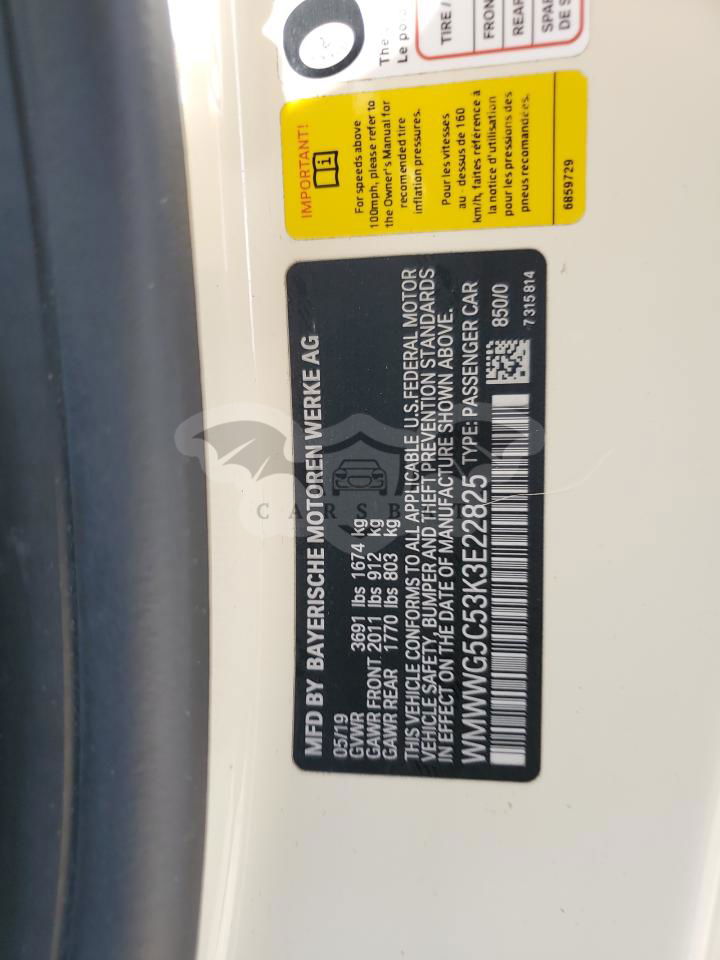 O
The
Le po
TIRE /
FRON
REAR
SPAR
DE S
IMPORTANT!
i
For speeds above
100mph, please refer to
the Owner's Manual for
recomended tire
inflation pressures.
Pour les vitesses
au - dessus de 160
km/h, faites référence à
la notice d'utilisation
pour les pressions des
pneus recomandées.
6859729
MFD BY BAYERISCHE MOTOREN WERKE AG
05/19
GVWR 3691 lbs 1674 kg
GAWR FRONT 2011 lbs 912 kg
GAWR REAR 1770 lbs 803 kg
THIS VEHICLE CONFORMS TO ALL APPLICABLE U.S.FEDERAL MOTOR
VEHICLE SAFETY, BUMPER AND THEFT PREVENTION STANDARDS
IN EFFECT ON THE DATE OF MANUFACTURE SHOWN ABOVE.
WMWWG5C53K3E22825 TYPE: PASSENGER CAR
850/0
7315814